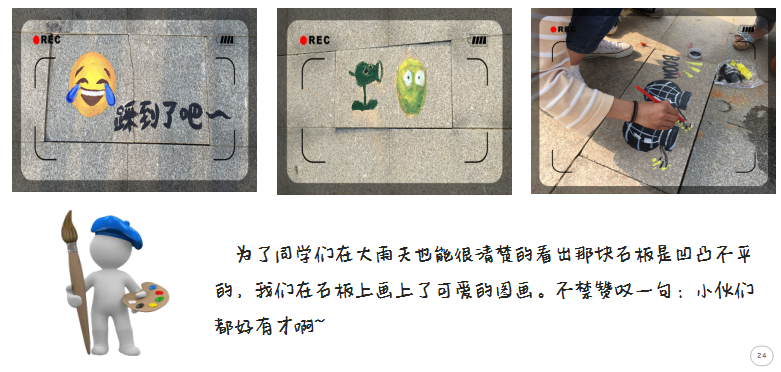 REC
REC
REC
踩到了吧~
BOOM
为了同学们在大雨天也能很清楚的看出那块石板是凹凸不平
的，我们在石板上画上了可爱的图画。不禁赞叹一句：小伙们
都好有才啊~
24